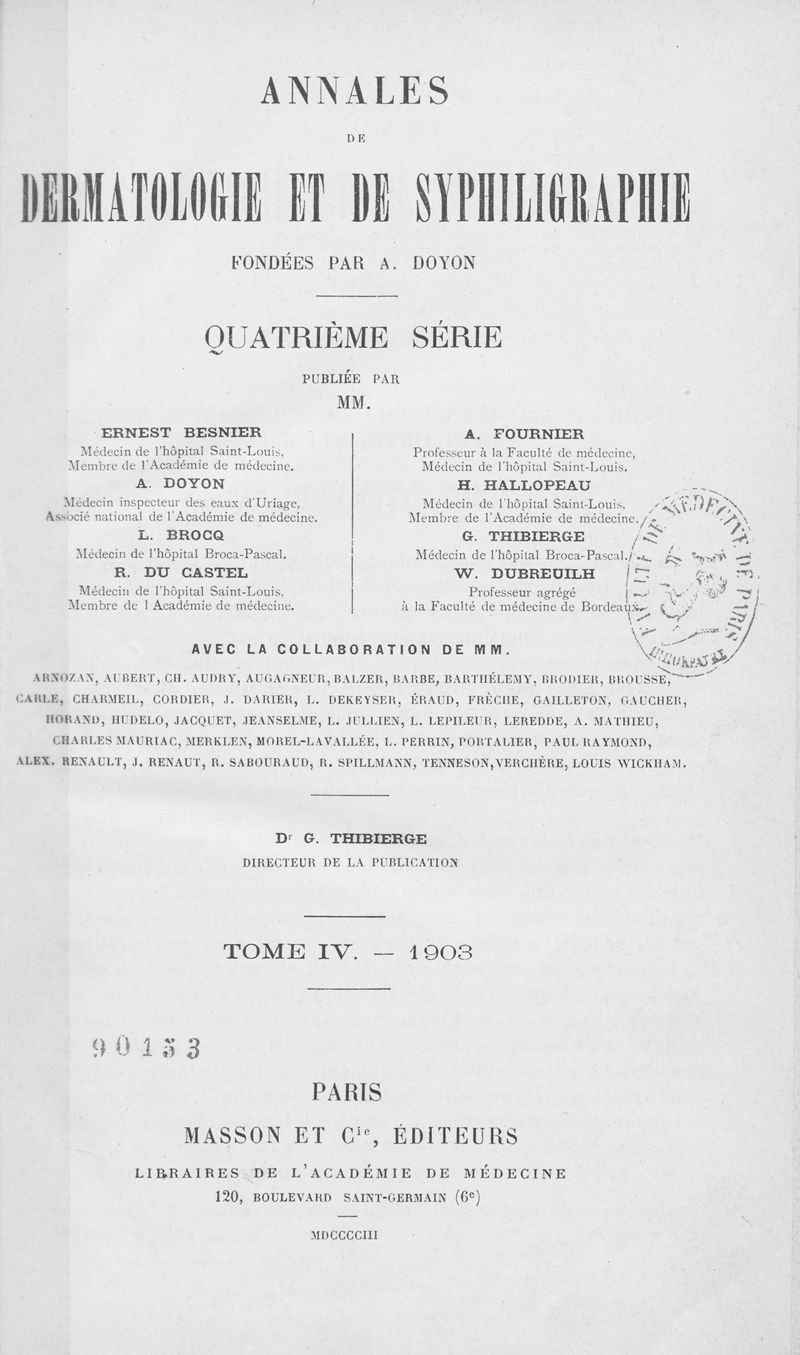 ANNALES
DE
DERMATOLOGIE ET DE SYPHILIGRAPHIE
FONDÉES PAR A. DOYON
QUATRIÈME SÉRIE
PUBLIÉE PAR
MM.
ERNEST BESNIER
Médecin de l'hôpital Saint-Louis,
Membre de l'Académie de médecine.
A. DOYON
Médecin inspecteur des eaux d'Uriage,
Associé national de l'Académie de médecine.
L. BROCQ
Médecin de l'hôpital Broca-Pascal.
R. DU CASTEL
Médecin de l'hôpital Saint-Louis,
Membre de l Académie de médecine.
A. FOURNIER
Professeur à la Faculté de médecine,
Médecin de l'hôpital Saint-Louis.
H. HALLOPEAU
Médecin de l'hôpital Saint-Louis,
Membre de l'Académie de médecine.
G. THIBIERGE
Médecin de l'hôpital Broca-Pascal.
W. DUBREUILH
Professeur agrégé
à la Faculté de médecine de Bordeaux.
AVEC LA COLLABORATION DE MM.
ARNOZAN, AUBERT, CH. AUDRY, AUGAGNEUR, BALZER, BARBE, BARTHÉLEMY, BRODIER, BROUSSE,
CARLE, CHARMEIL, CORDIER, J. DARIER, L. DEKEYSER, ÉRAUD, FRÈCHE, GAILLETON, GAUCHER,
HORAND, HUDELO, JACQUET, JEANSELME, L. JULLIEN, L. LEPILEUR, LEREDDE, A. MATHIEU,
CHARLES MAURIAC, MERKLEN, MOREL-LAVALLÉE, L. PERRIN, PORTALIER, PAUL RAYMOND,
ALEX. RENAULT, J. RENAUT, R. SABOURAUD, R. SPILLMANN, TENNESON, VERCHÈRE, LOUIS WICKHAM.
Dr G. THIBIERGE
DIRECTEUR DE LA PUBLICATION
TOME IV. — 1903
90153
PARIS
MASSON ET Cie, ÉDITEURS
LIBRAIRES DE L'ACADÉMIE DE MÉDECINE
120, BOULEVARD SAINT-GERMAIN (6e)
MDCCCCIII